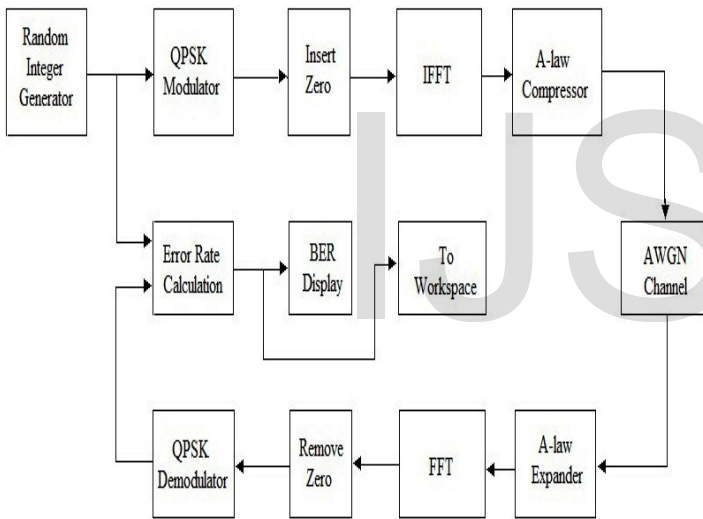 Random
Integer
Generator
QPSK
Modulator
Insert
Zero
IFFT
A-law
Compressor
Error Rate
Calculation
BER
Display
To
Workspace
AWGN
Channel
QPSK
Demodulator
Remove
Zero
FFT
A-law
Expander
IJS